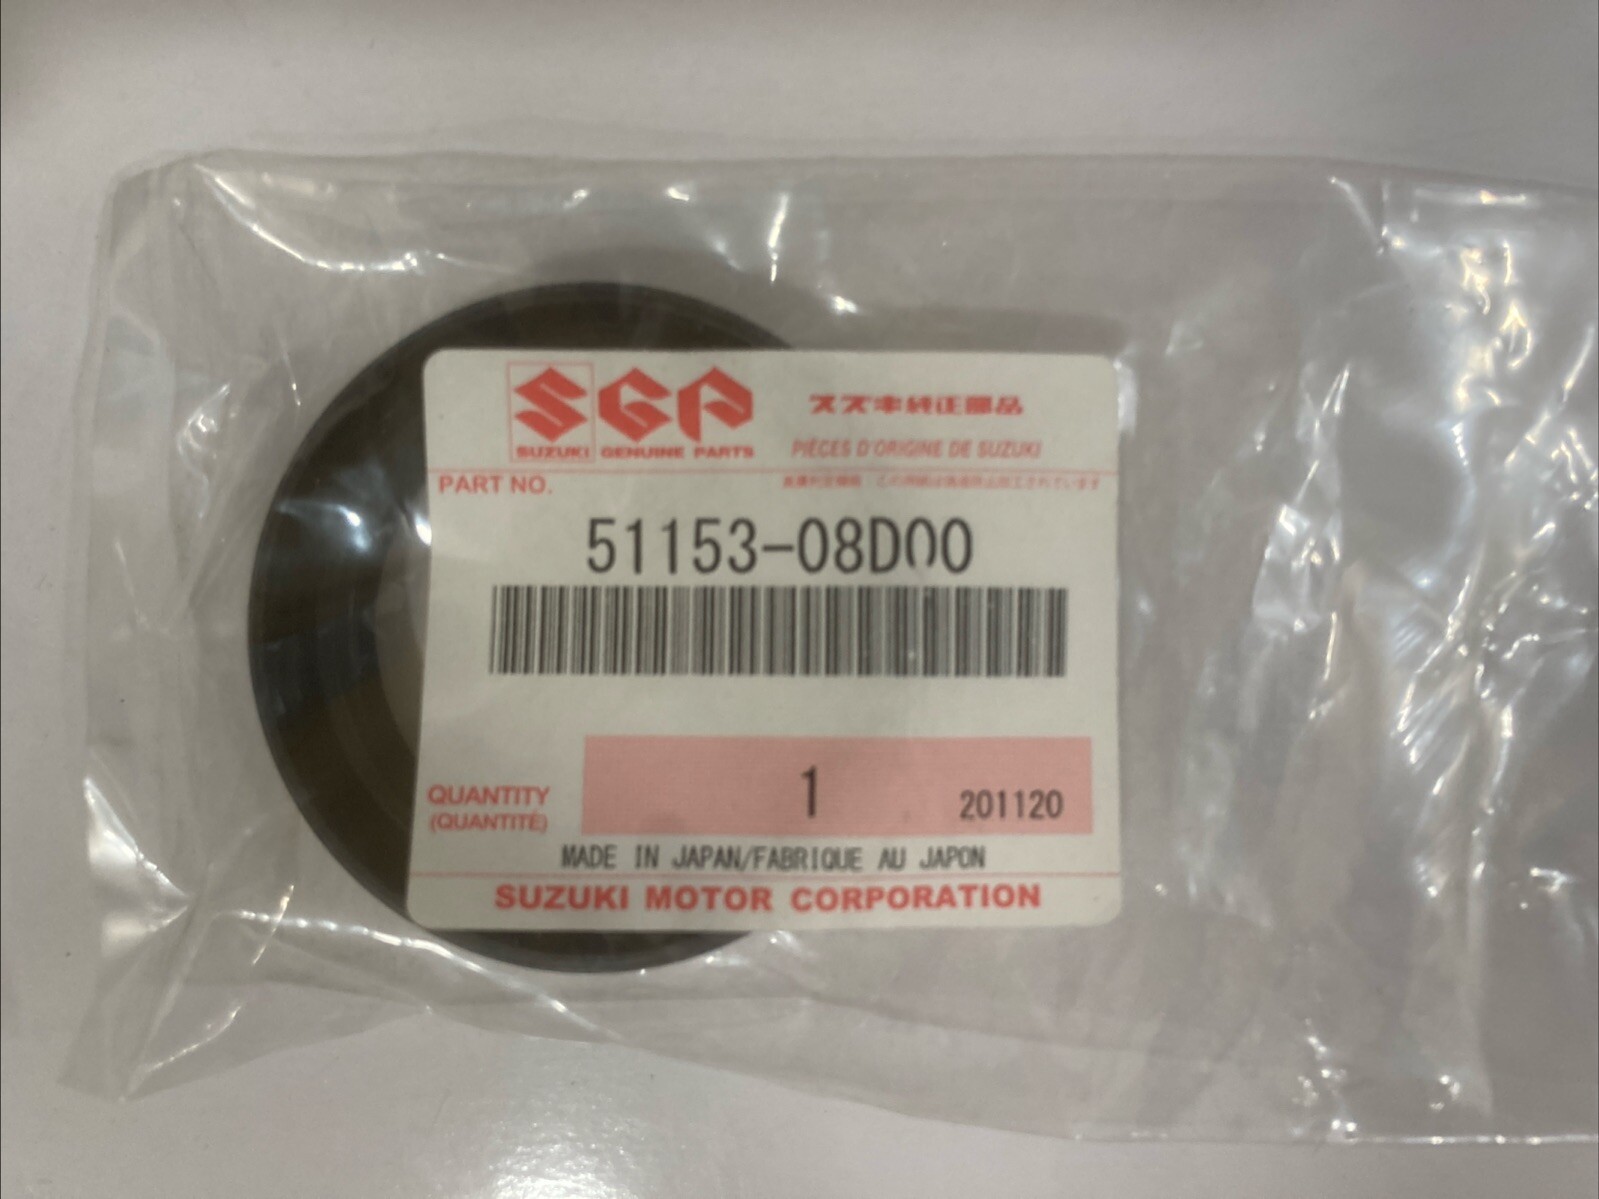 SGP スズキ純正部品
SUZUKI GENUINE PARTS PIÈCES D'ORIGINE DE SUZUKI
PART NO.
51153-08D00
QUANTITY 1 201120
(QUANTITÉ)
MADE IN JAPAN/FABRIQUE AU JAPON
SUZUKI MOTOR CORPORATION